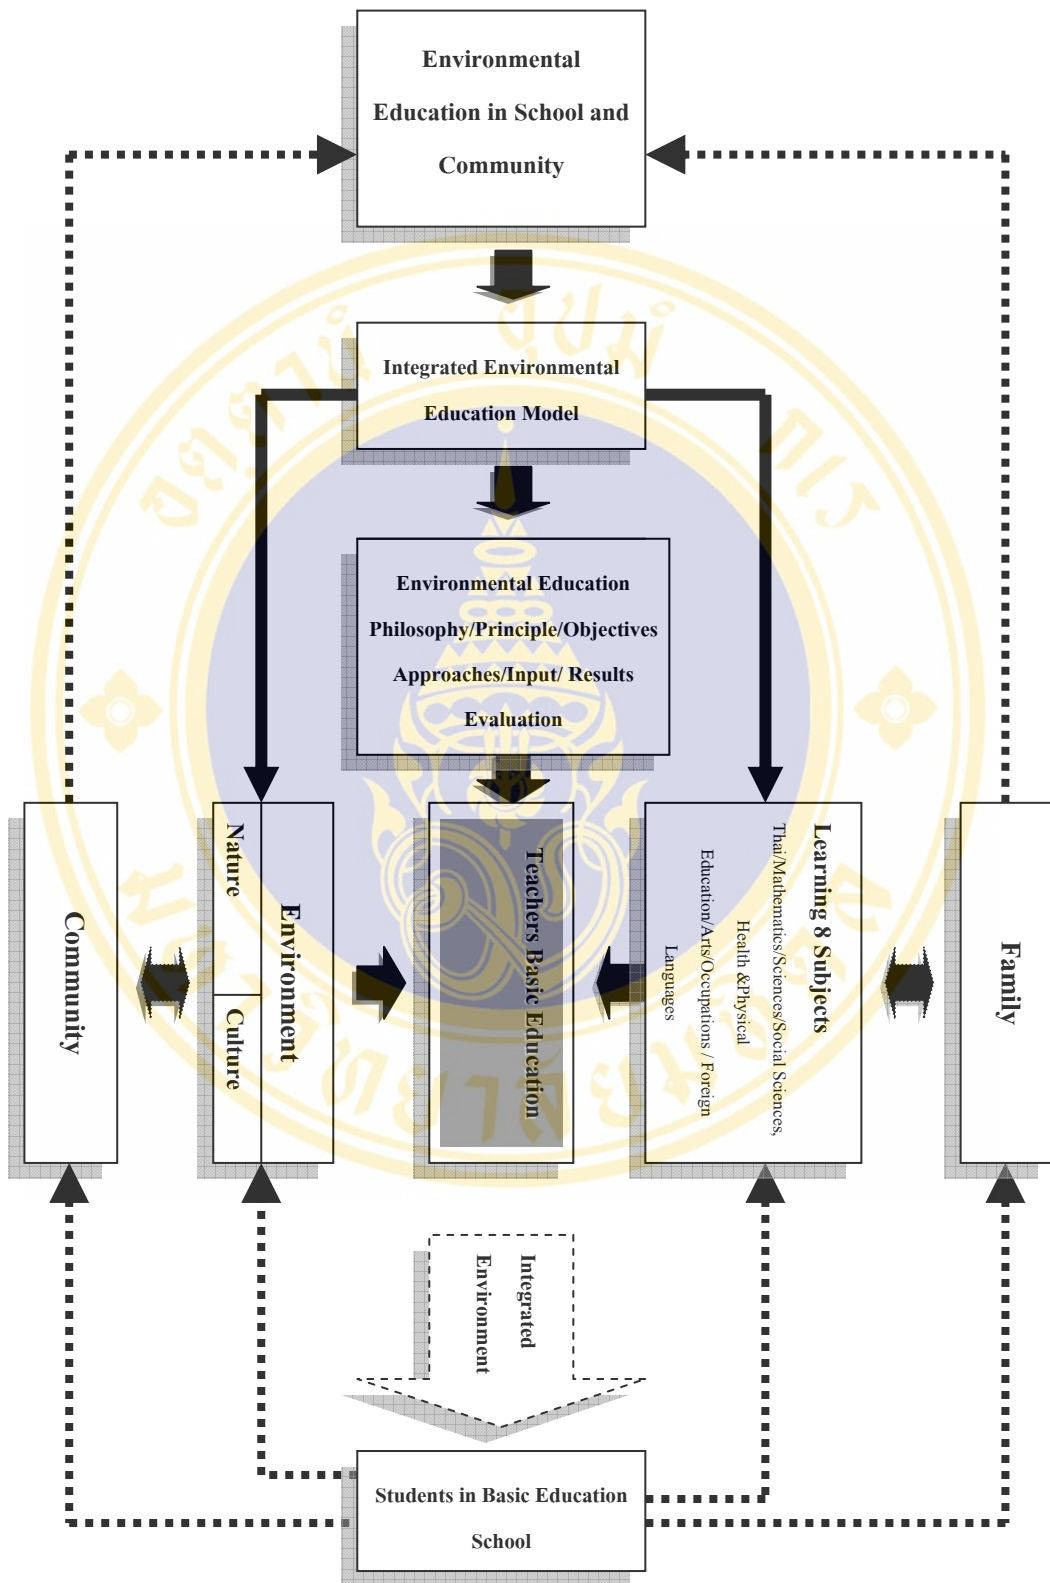 Environmental
Education in School and
Community
Integrated Environmental
Education Model
Environmental Education
Philosophy/Principle/Objectives
Approaches/Input/ Results
Evaluation
Community
Environment
Nature
Culture
Teachers Basic Education
Learning 8 Subjects
Thai/Mathematics/Sciences/Social Sciences,
Health &Physical
Education/Arts/Occupations / Foreign
Languages
Family
Integrated
Environment
Students in Basic Education
School